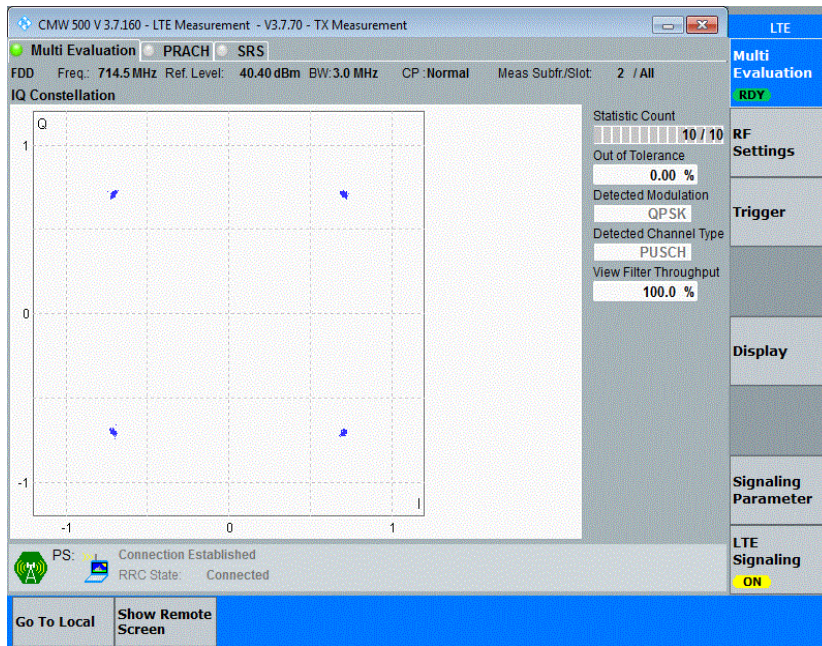 CMW 500 V 3.7.160 - LTE Measurement - V3.7.70 - TX Measurement
LTE
Multi Evaluation PRACH SRS
Multi
Evaluation
RDY
FDD Freq.: 714.5 MHz Ref. Level: 40.40 dBm BW: 3.0 MHz CP :Normal Meas Subfr./Slot: 2 / All
IQ Constellation
Q
1
0
-1
I
-1 0 1
Statistic Count
10 / 10
Out of Tolerance
0.00 %
Detected Modulation
QPSK
Detected Channel Type
PUSCH
View Filter Throughput
100.0 %
RF
Settings
Trigger
Display
Signaling
Parameter
LTE
Signaling
ON
PS: Connection Established
RRC State: Connected
Go To Local
Show Remote
Screen